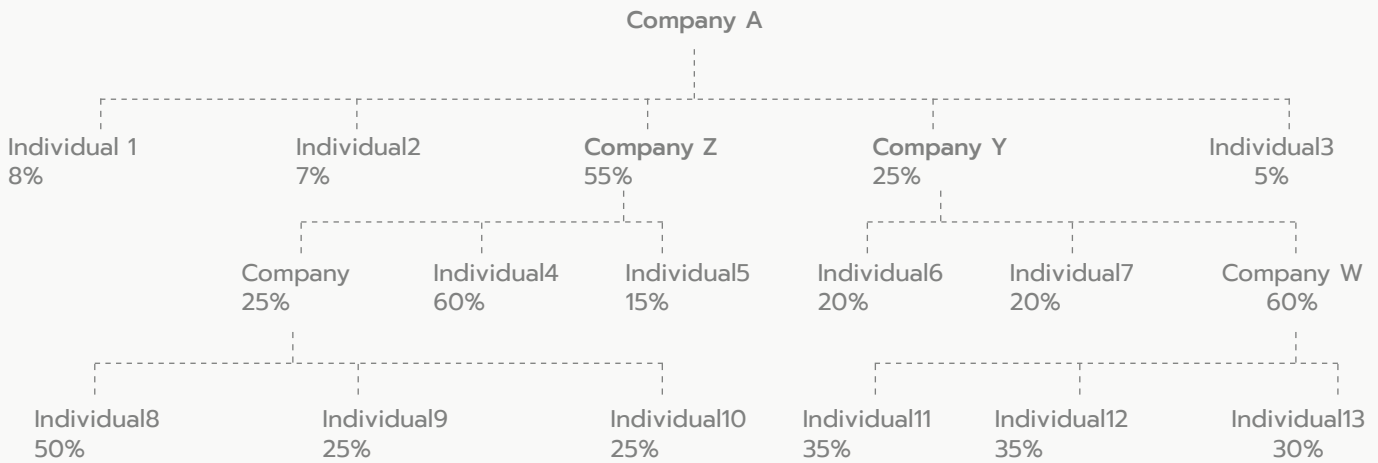 Company A
Individual 1
8%
Individual2
7%
Company Z
55%
Company Y
25%
Individual3
5%
Company
25%
Individual4
60%
Individual5
15%
Individual6
20%
Individual7
20%
Company W
60%
Individual8
50%
Individual9
25%
Individual10
25%
Individual11
35%
Individual12
35%
Individual13
30%